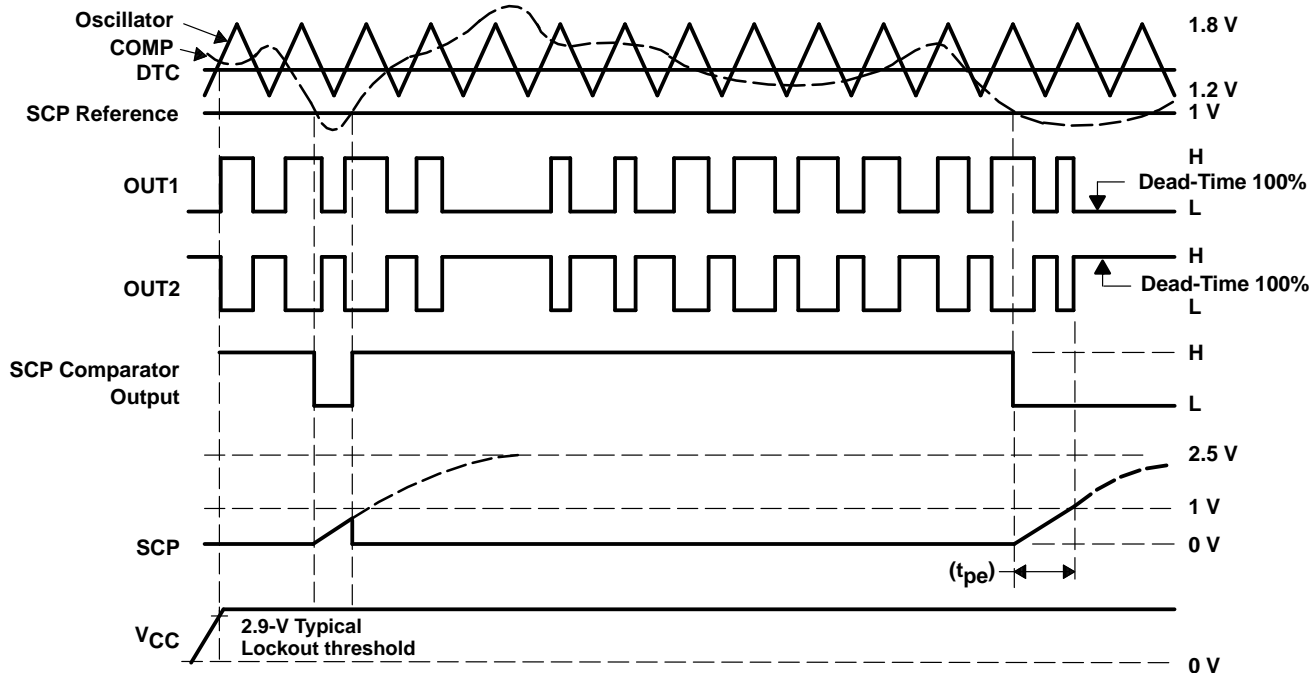 Oscillator
COMP
DTC
SCP Reference
1.8 V
1.2 V
1 V
OUT1
H
Dead-Time 100%
L
OUT2
H
Dead-Time 100%
L
SCP Comparator
Output
H
L
2.5 V
1 V
SCP
0 V
(tpe)
VCC
2.9-V Typical
Lockout threshold
0 V